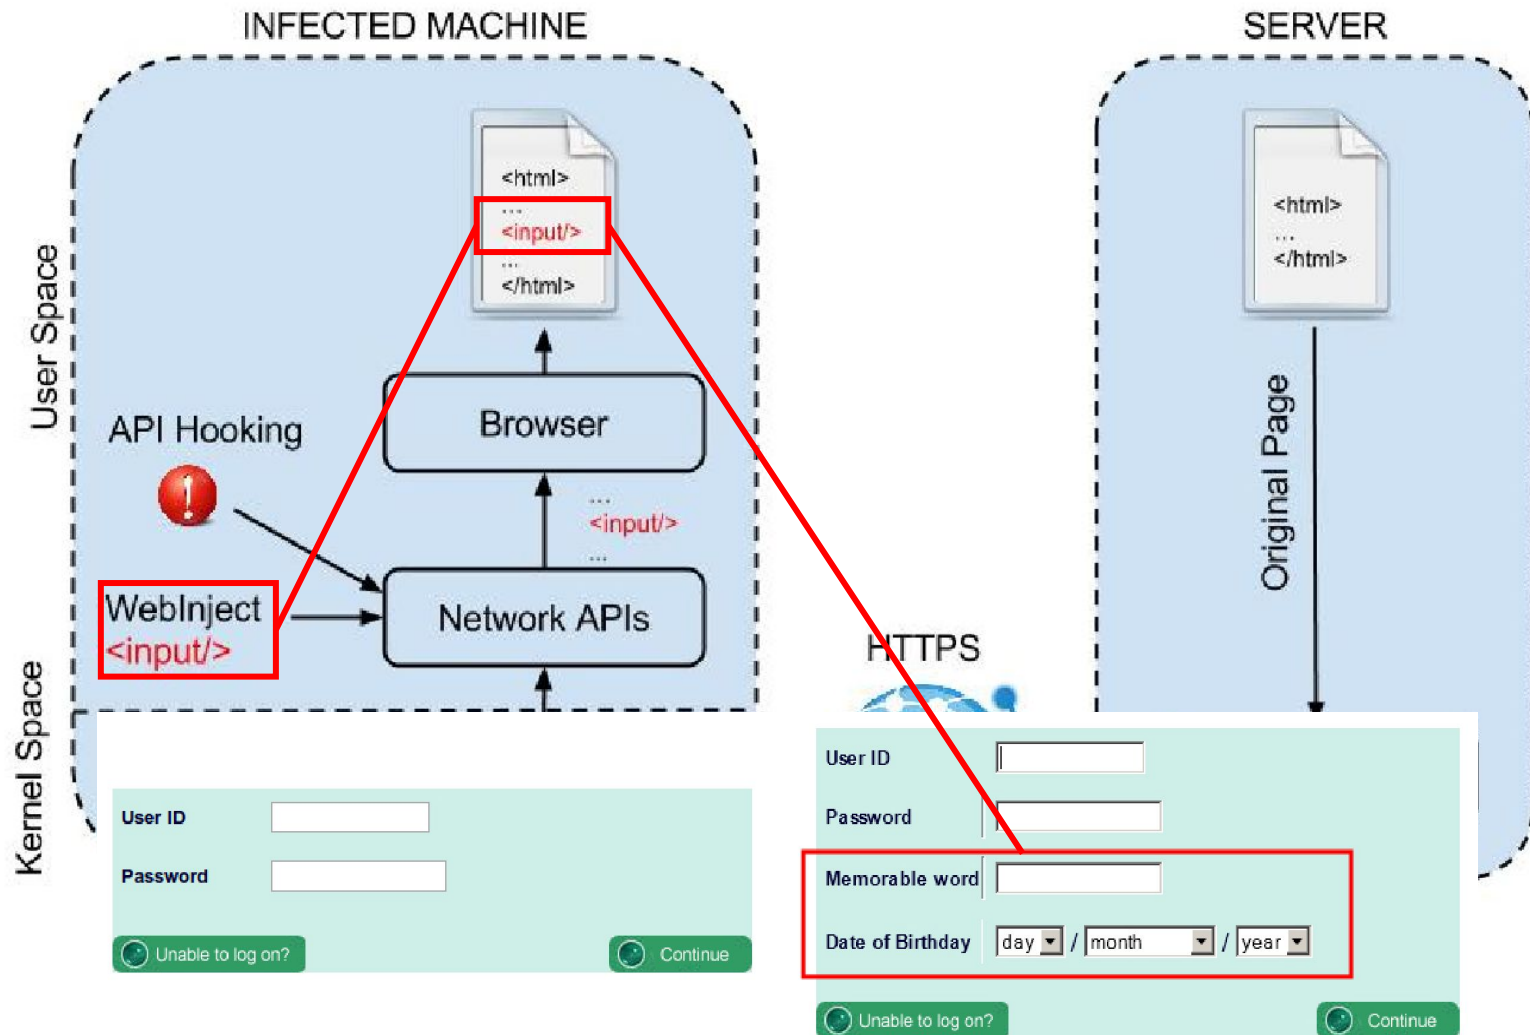 INFECTED MACHINE
SERVER
User Space
Kernel Space
<html>
...
<input/>
...
</html>
Browser
API Hooking
...
<input/>
...
WebInject
<input/>
Network APIs
HTTPS
<html>
...
</html>
Original Page
User ID
Password
Unable to log on?
Continue
User ID
Password
Memorable word
Date of Birthday
day / month / year
Unable to log on?
Continue